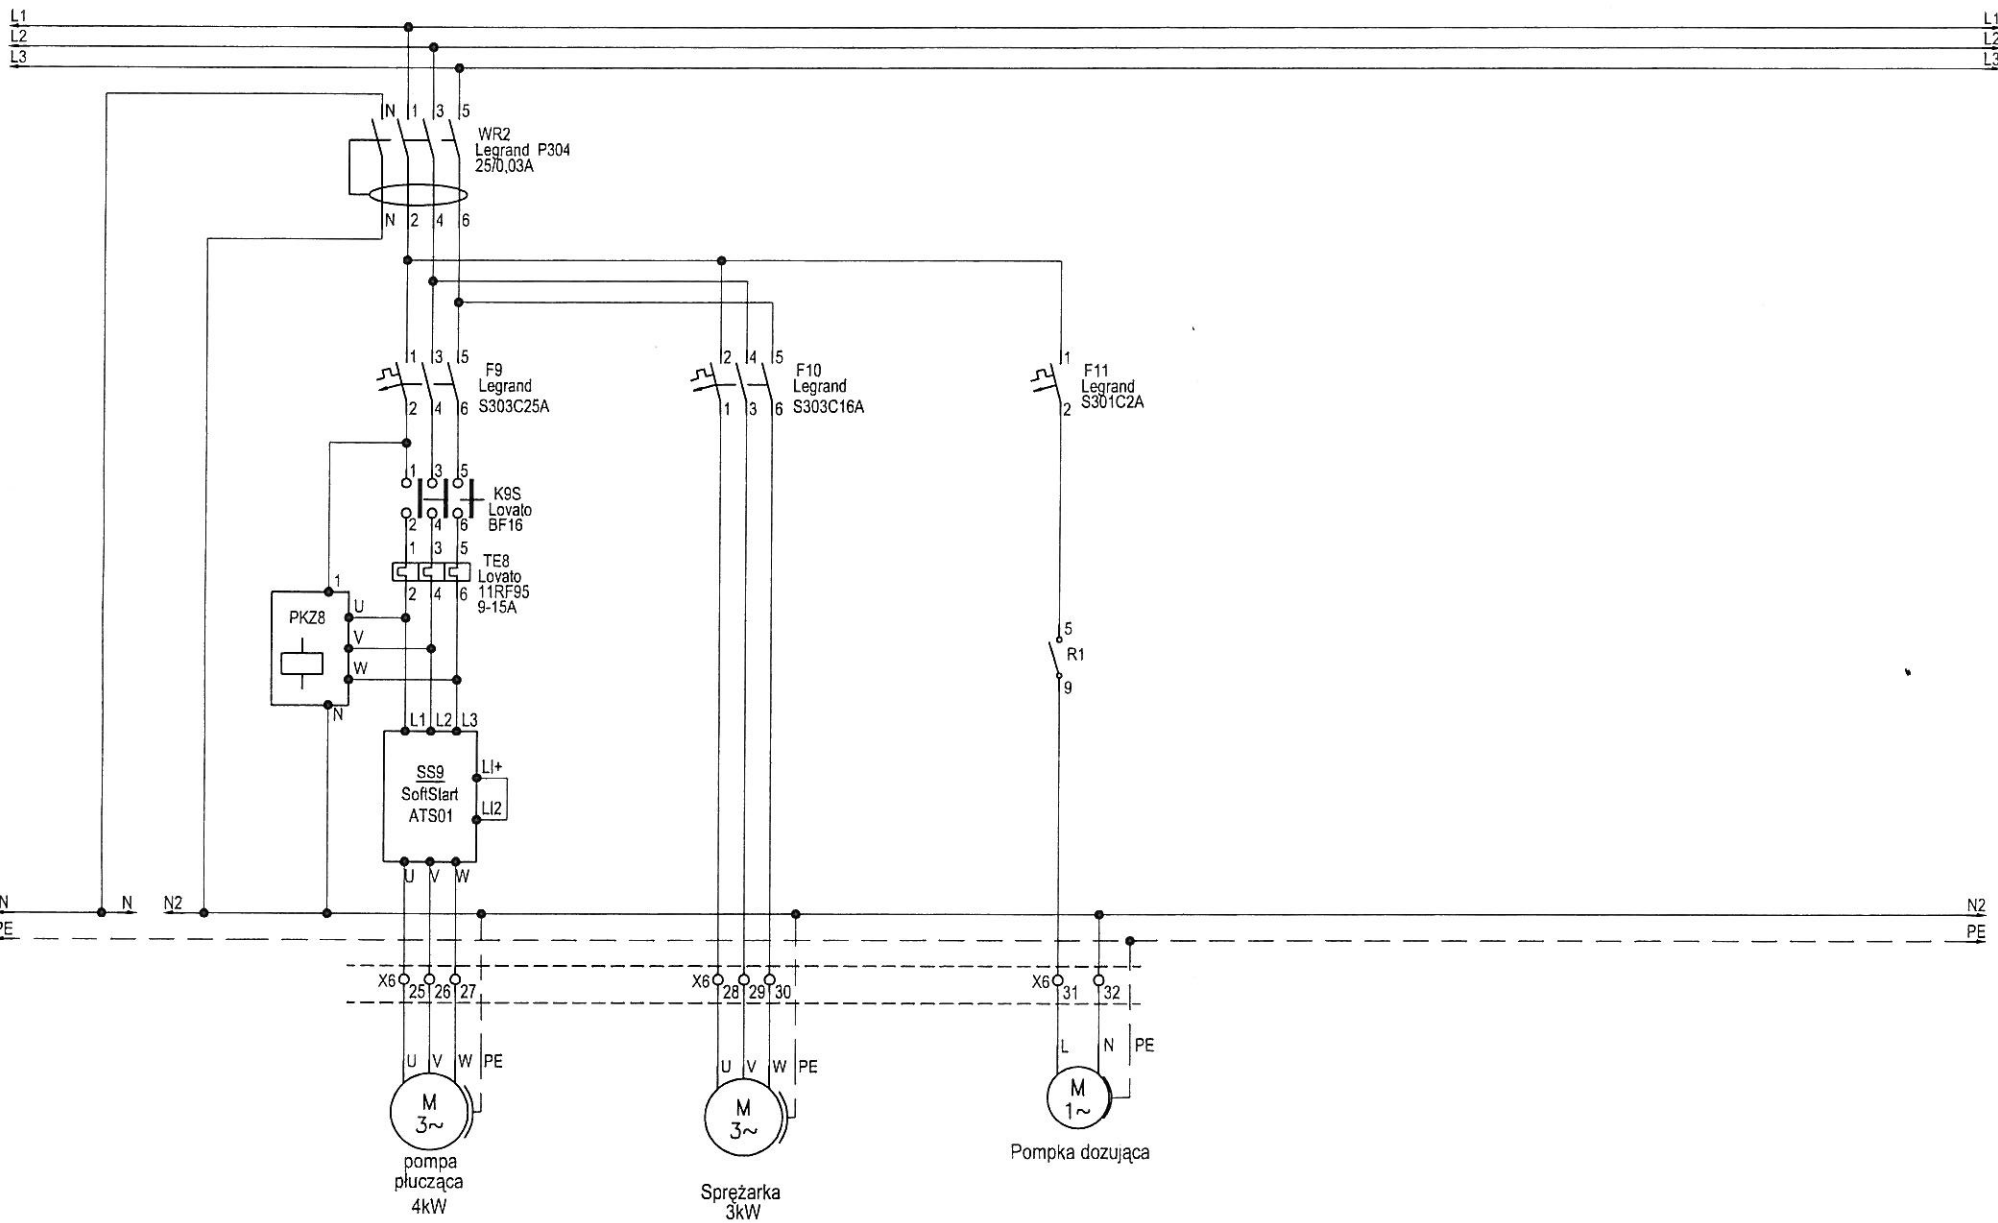 L1 L1
L2 L2
L3 L3
N 1 3 5
WR2
Legrand P304
25/0,03A
N 2 4 6
1 3 5
F9
Legrand
S303C25A
2 4 6
2 4 5
F10
Legrand
S303C16A
1 3 6
1
F11
Legrand
S301C2A
2
1 3 5
K9S
Lovato
BF16
2 4 6
1 3 5
TE8
Lovato
11RF95
9-15A
2 4 6
1
PKZ8
U
V
W
N
5
R1
9
L1 L2 L3
SS9
SoftStart
ATS01
LI+
LI2
U V W
N N N2 N2
PE PE
X6 25 26 27
X6 28 29 30
X6 31 32
U V W PE
U V W PE
L N PE
M
3~
M
3~
M
1~
pompa
płucząca
4kW
Sprężarka
3kW
Pompka dozująca